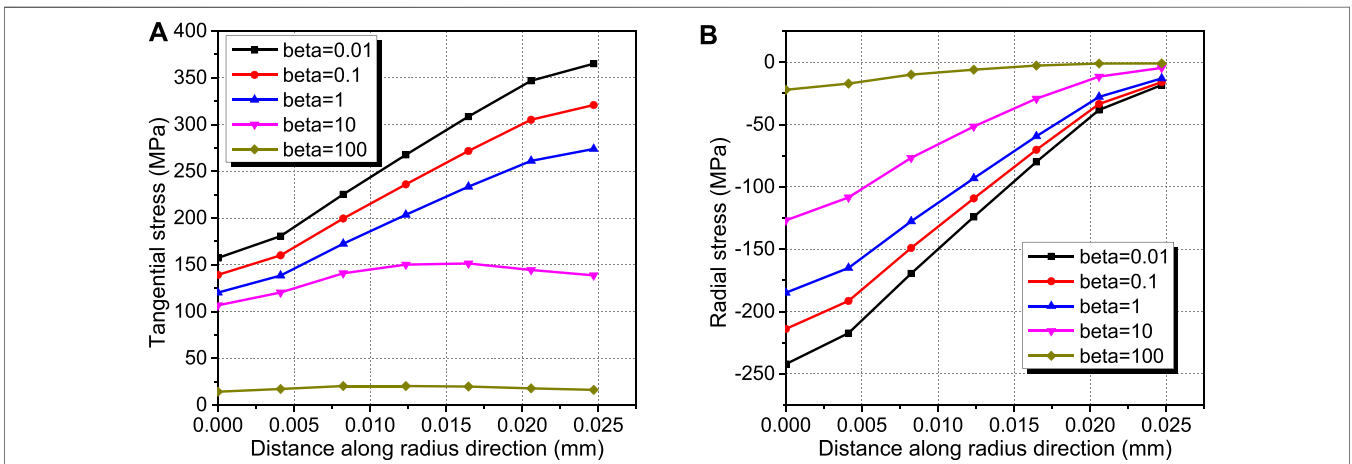 A
400
350
300
250
200
150
100
50
0
Tangential stress (MPa)
beta=0.01
beta=0.1
beta=1
beta=10
beta=100
0.000 0.005 0.010 0.015 0.020 0.025
Distance along radius direction (mm)
B
0
-50
-100
-150
-200
-250
Radial stress (MPa)
beta=0.01
beta=0.1
beta=1
beta=10
beta=100
0.000 0.005 0.010 0.015 0.020 0.025
Distance along radius direction (mm)